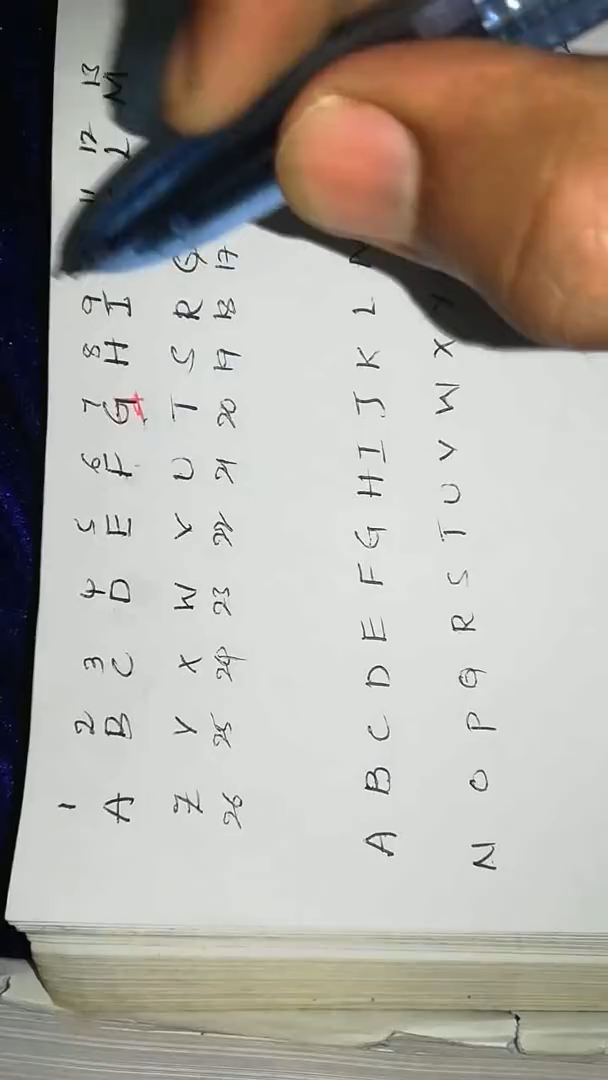 1 2 3 4 5 6 7 8 9 11 12 13
A B C D E F G H I L M
Z Y X W V U T S R Q
26 25 24 23 22 21 20 19 18 17
A B C D E F G H I J K L
N O P Q R S T U V W X